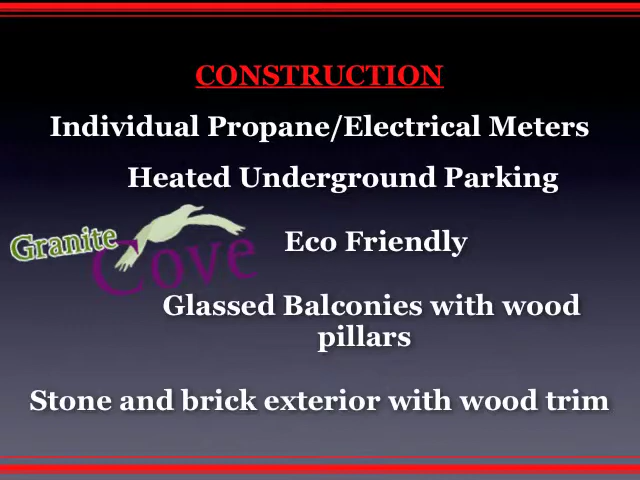 CONSTRUCTION
Individual Propane/Electrical Meters
Heated Underground Parking
Granite
Cove
Eco Friendly
Glassed Balconies with wood
pillars
Stone and brick exterior with wood trim